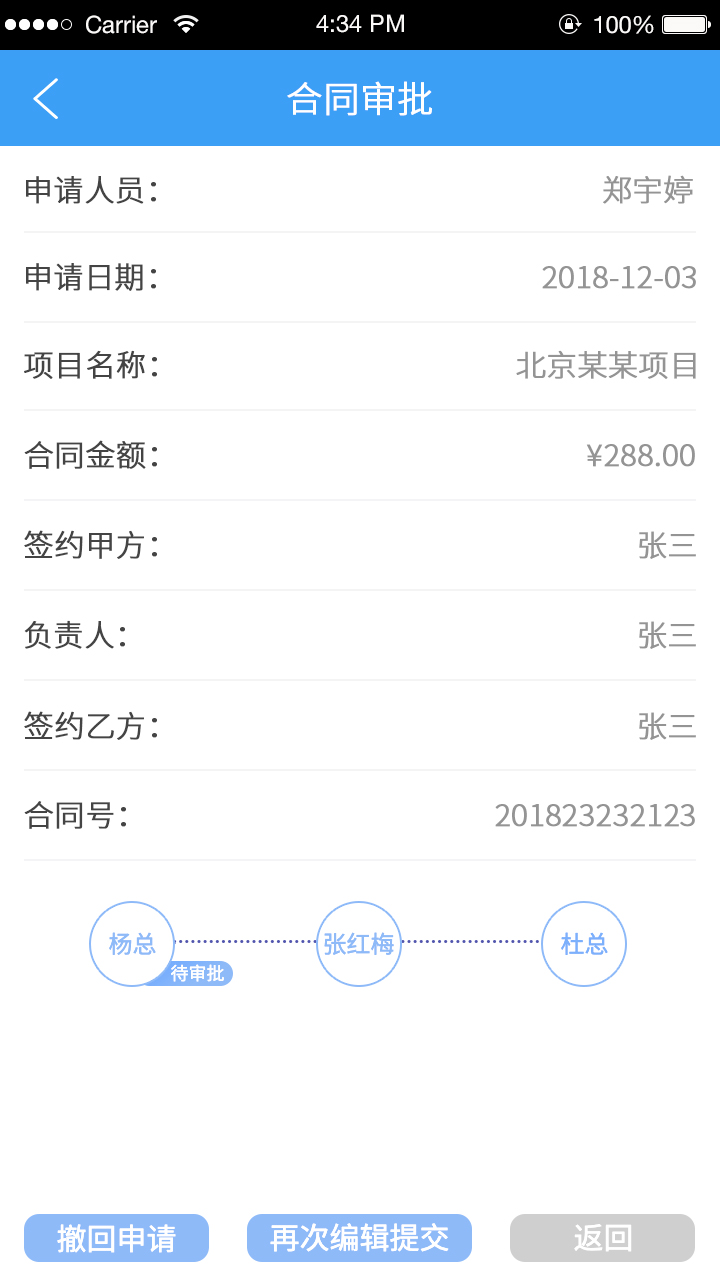 Carrier 4:34 PM 100%
合同审批
申请人员： 郑宇婷
申请日期： 2018-12-03
项目名称： 北京某某项目
合同金额： ¥288.00
签约甲方： 张三
负责人： 张三
签约乙方： 张三
合同号： 201823232123
杨总 张红梅 杜总
待审批
撤回申请 再次编辑提交 返回